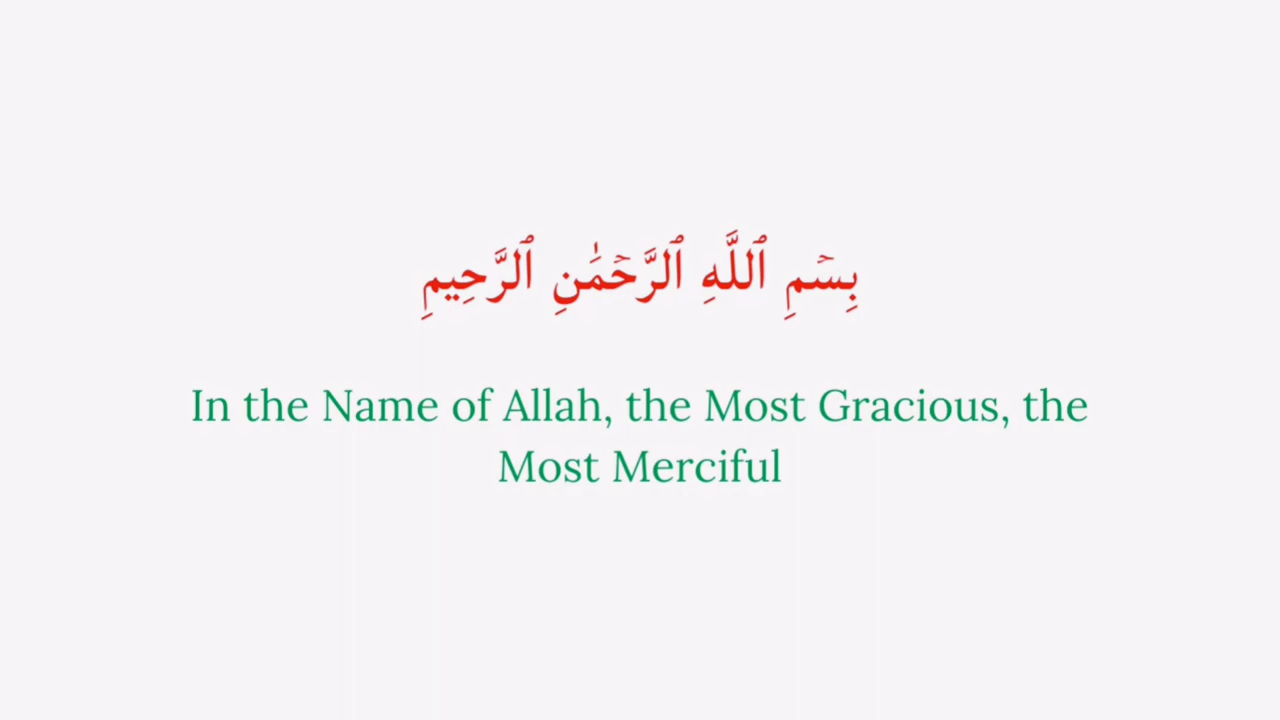 بِسۡمِ ٱللَّهِ ٱلرَّحۡمَٰنِ ٱلرَّحِيمِ
In the Name of Allah, the Most Gracious, the
Most Merciful